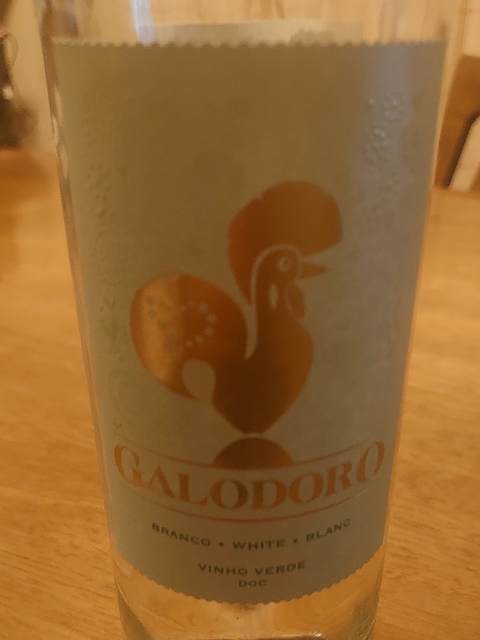 GALODORO
BRANCO • WHITE • BLANC
VINHO VERDE
DOC